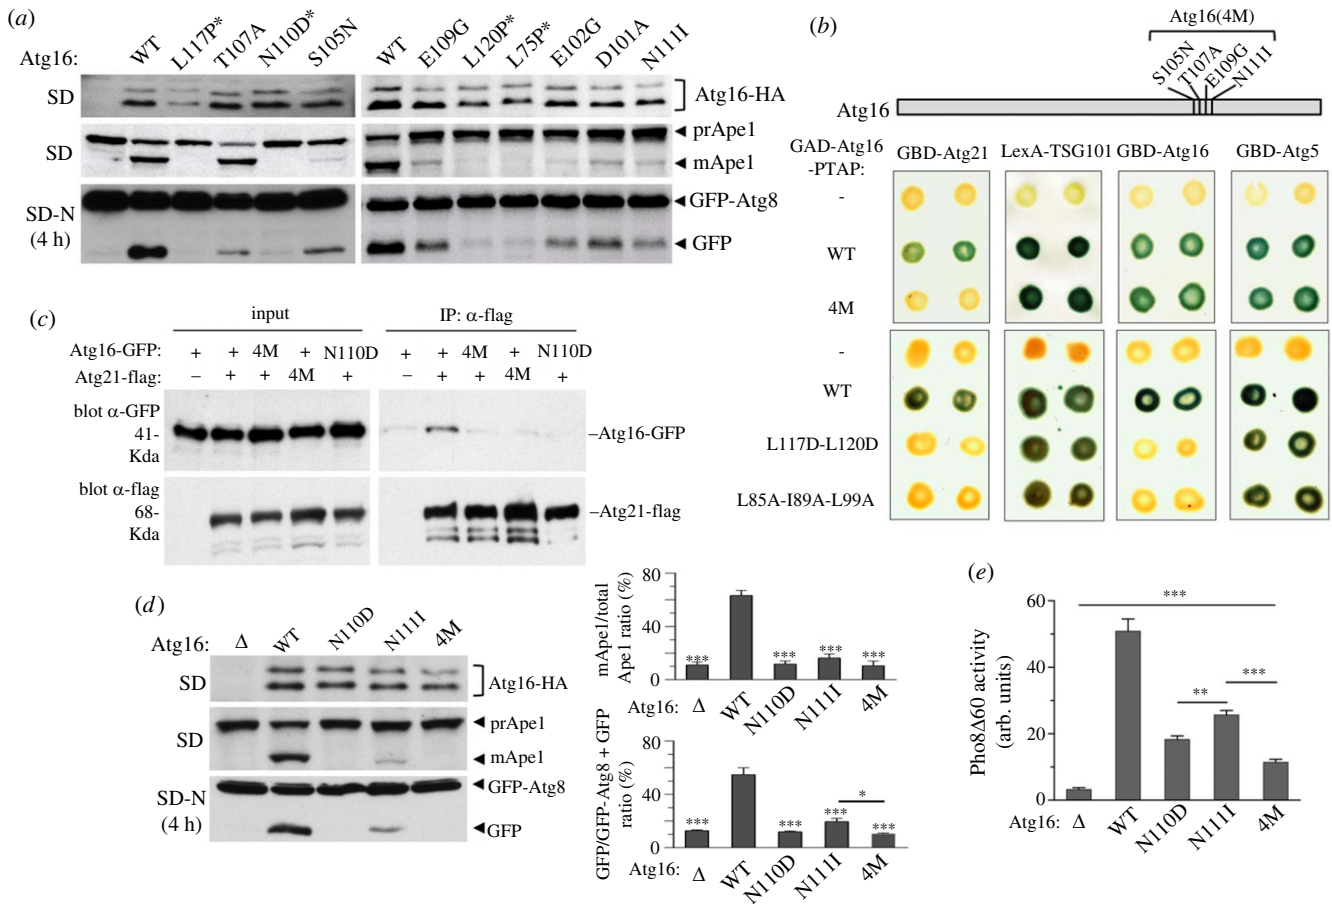 (a)
Atg16:
WT
L117P*
T107A
N110D*
S105N
WT
E109G
L120P*
L75P*
E102G
D101A
N111I
SD
Atg16-HA
SD
prApe1
mApe1
SD-N
(4 h)
GFP-Atg8
GFP
(b)
Atg16(4M)
S105N
T107A
E109G
N111I
Atg16
GAD-Atg16
-PTAP:
GBD-Atg21
LexA-TSG101
GBD-Atg16
GBD-Atg5
-
WT
4M
-
WT
L117D-L120D
L85A-I89A-L99A
(c)
input
IP: α-flag
Atg16-GFP: + + 4M + N110D + + 4M + N110D
Atg21-flag: – + + 4M + – + + 4M +
blot α-GFP
41-
Kda
–Atg16-GFP
blot α-flag
68-
Kda
–Atg21-flag
(d)
Atg16: Δ WT N110D N111I 4M
SD
Atg16-HA
SD
prApe1
mApe1
SD-N
(4 h)
GFP-Atg8
GFP
mApe1/total
Ape1 ratio (%)
80
40
0
*** *** *** ***
Atg16: Δ WT N110D N111I 4M
GFP/GFP-Atg8 + GFP
ratio (%)
80
40
0
*** *** *** * ***
Atg16: Δ WT N110D N111I 4M
(e)
Pho8Δ60 activity
(arb. units)
60
40
20
0
***
**
***
Atg16: Δ WT N110D N111I 4M